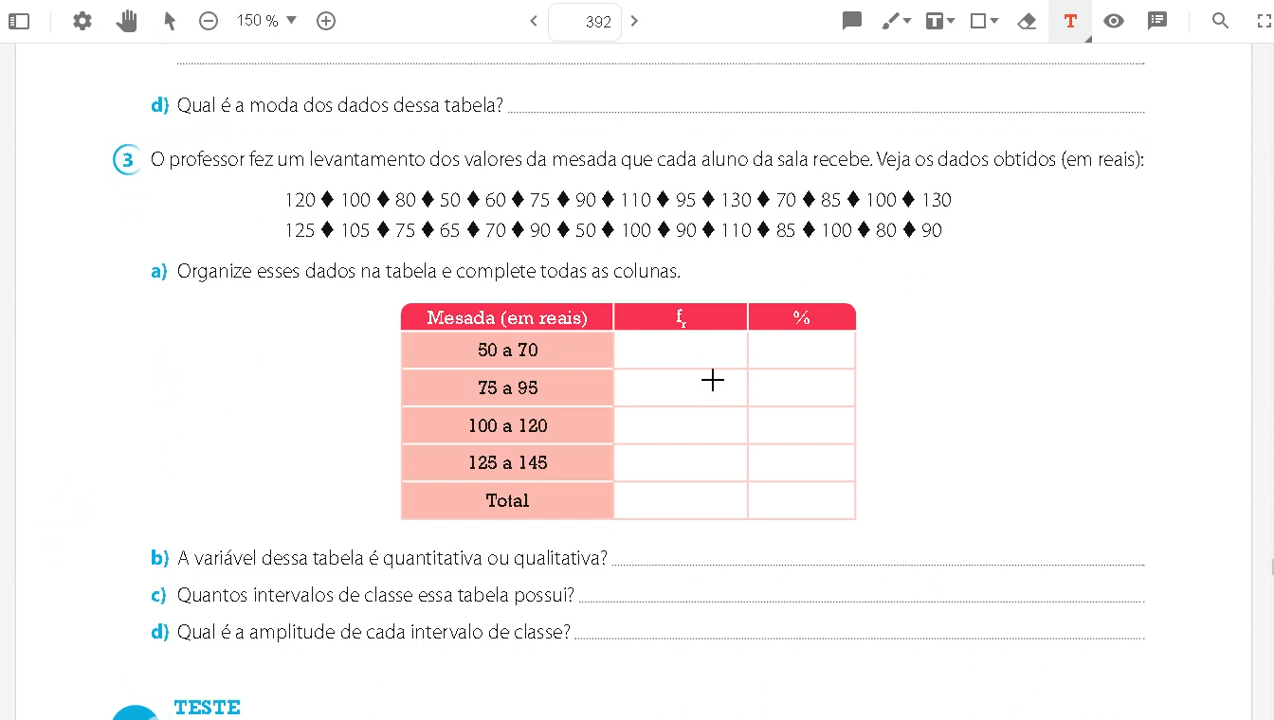 150 %
392
T
T
d) Qual é a moda dos dados dessa tabela?
3 O professor fez um levantamento dos valores da mesada que cada aluno da sala recebe. Veja os dados obtidos (em reais):
120 ♦ 100 ♦ 80 ♦ 50 ♦ 60 ♦ 75 ♦ 90 ♦ 110 ♦ 95 ♦ 130 ♦ 70 ♦ 85 ♦ 100 ♦ 130
125 ♦ 105 ♦ 75 ♦ 65 ♦ 70 ♦ 90 ♦ 50 ♦ 100 ♦ 90 ♦ 110 ♦ 85 ♦ 100 ♦ 80 ♦ 90
a) Organize esses dados na tabela e complete todas as colunas.
Mesada (em reais) fr %
50 a 70
75 a 95
100 a 120
125 a 145
Total
b) A variável dessa tabela é quantitativa ou qualitativa?
c) Quantos intervalos de classe essa tabela possui?
d) Qual é a amplitude de cada intervalo de classe?
TESTE